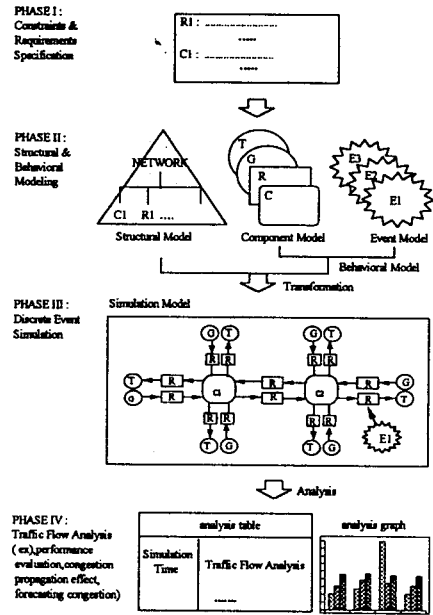 PHASE I :
Constraints &
Requirements
Specification
R1 : ........................
.....
C1 : ........................
.....
PHASE II :
Structural &
Behavioral
Modeling
NETWORK
C1 R1 ....
Structural Model
T
G
R
C
Component Model
E3
E2
E1
Event Model
Behavioral Model
Transformation
PHASE III :
Discrete Event
Simulation
Simulation Model
G T G T
R R R R
T R R R G
C1 C2
G R R R T
R R R R
T G T G
E1
Analysis
PHASE IV :
Traffic Flow Analysis
( ex),performance
evaluation,congestion
propagation effect,
forecasting congestion)
analysis table
Simulation
Time
Traffic Flow Analysis
......
analysis graph